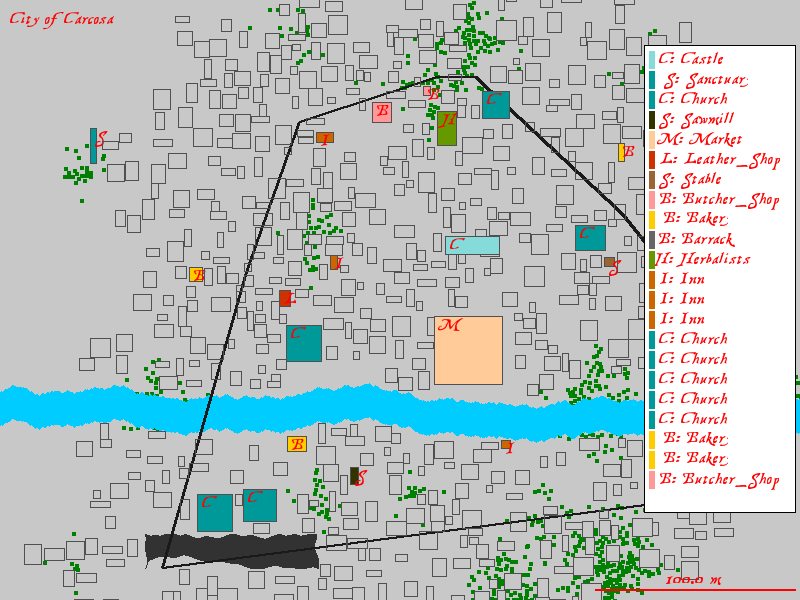 City of Carcosa
C: Castle
S: Sanctuary
C: Church
S: Sawmill
M: Market
L: Leather_Shop
S: Stable
B: Butcher_Shop
B: Baker
B: Barrack
H: Herbalists
I: Inn
I: Inn
I: Inn
C: Church
C: Church
C: Church
C: Church
C: Church
B: Baker
B: Baker
B: Butcher_Shop
B
B
C
H
I
S
B
C
C
I
S
B
L
C
M
B
I
S
C
C
100.0 m